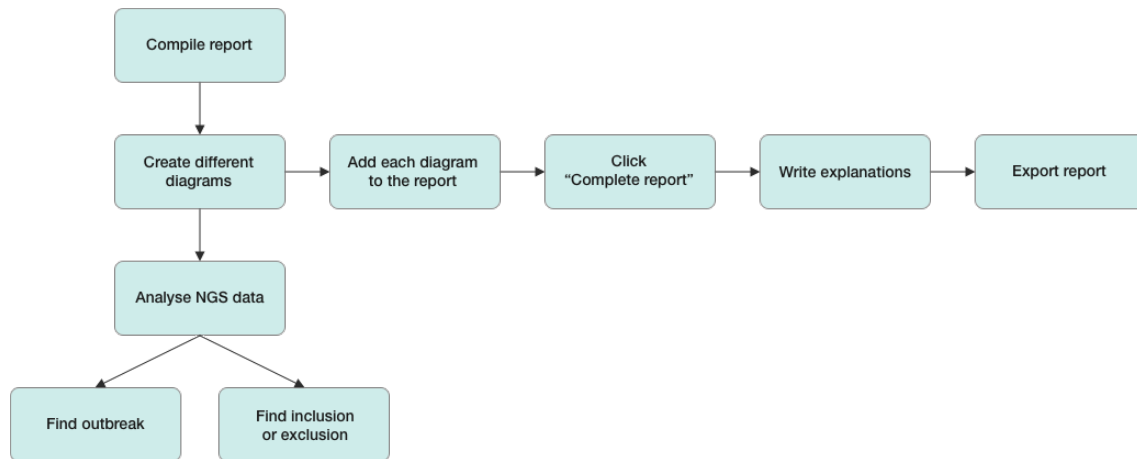 Compile report
Create different
diagrams
Add each diagram
to the report
Click
“Complete report”
Write explanations
Export report
Analyse NGS data
Find outbreak
Find inclusion
or exclusion